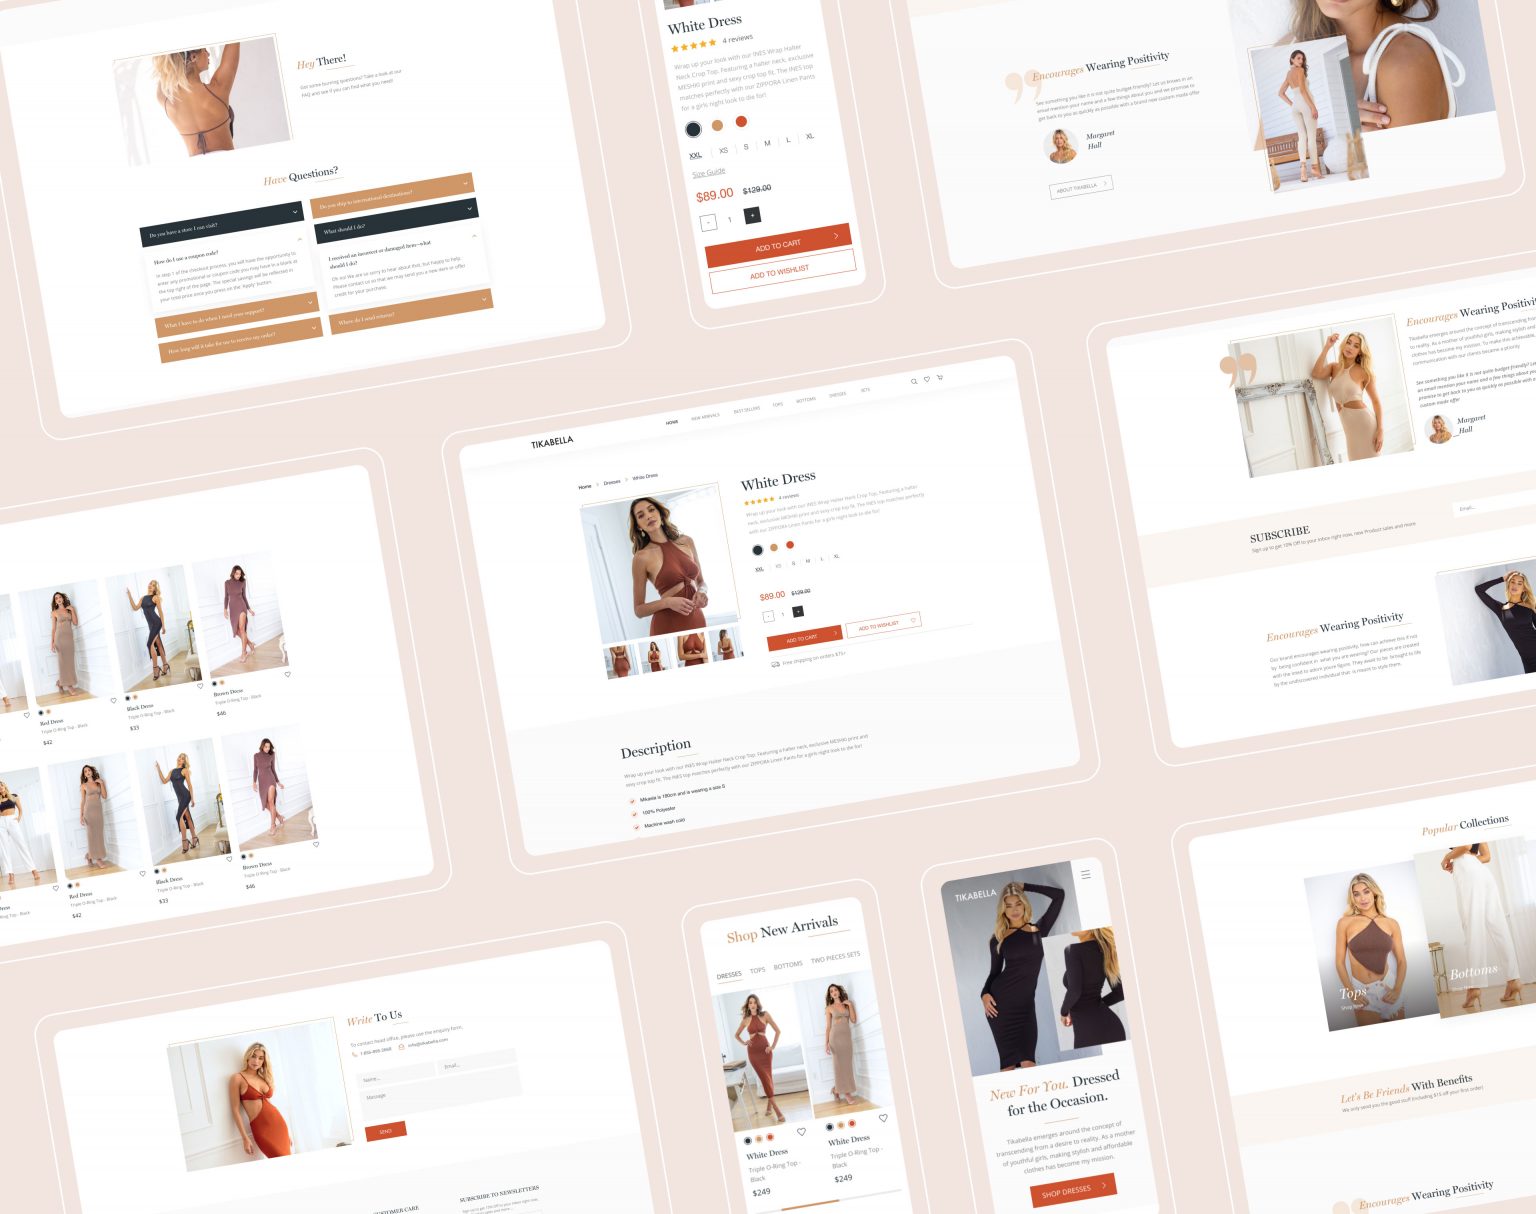 Hey There!
Got some burning questions? Take a look at our
FAQ and see if you can find what you need!
Have Questions?
Do you have a store I can visit?
How do I use a coupon code?
In step 1 of the checkout process, you will have the opportunity to
enter any promotional or coupon code you may have in a blank at
the top right of the page. The special savings will be reflected in
your total price once you press on the 'Apply' button.
What I have to do when I need your support?
How long will it take for me to receive my order?
Do you ship to international destinations?
What should I do?
I received an incorrect or damaged item—what
should I do?
Oh no! We are so sorry to hear about this, but happy to help.
Please contact us so that we may send you a new item or offer
credit for your purchase.
Where do I send returns?
White Dress
4 reviews
Wrap up your look with our INES Wrap Halter
Neck Crop Top. Featuring a halter neck, exclusive
MESHKI print and sexy crop top fit. The INES top
matches perfectly with our ZIPPORA Linen Pants
for a girls night look to die for!
XXL XS S M L XL
Size Guide
$89.00 $129.00
- 1 +
ADD TO CART
ADD TO WISHLIST
Encourages Wearing Positivity
See something you like it is not quite budget friendly? Let us knows in an
email mention your name and a few things about you and we promise to
get back to you as quickly as possible with a brand new custom made offer
Margaret
Hall
ABOUT TIKABELLA
Encourages Wearing Positivity
Tikabella emerges around the concept of transcending from
to reality. As a mother of youthful girls, making stylish and
clothes has become my mission. To make this achievable,
communication with our clients became a priority
See something you like it is not quite budget friendly? Let
an email mention your name and a few things about you
promise to get back to you as quickly as possible with a
custom made offer
Margaret
Hall
SUBSCRIBE
Sign up to get 10% Off to your inbox right now, new Product sales and more
Email...
Encourages Wearing Positivity
Our brand encourages wearing positivity, how can achieve this if not
by being confident in what you are wearing? Our pieces are created
with the need to adorn youre figure. They want to be brought to life
by the undiscovered individual that is meant to style them.
TIKABELLA
HOME NEW ARRIVALS BESTSELLERS TOPS BOTTOMS DRESSES SETS
Home > Dresses > White Dress
White Dress
4 reviews
Wrap up your look with our INES Wrap Halter Neck Crop Top. Featuring a halter
neck, exclusive MESHKI print and sexy crop top fit. The INES top matches perfectly
with our ZIPPORA Linen Pants for a girls night look to die for!
XXL XS S M L XL
$89.00 $129.00
- 1 +
ADD TO CART
ADD TO WISHLIST
Free shipping on orders $75+
Description
Wrap up your look with our INES Wrap Halter Neck Crop Top. Featuring a halter neck, exclusive MESHKI print and
sexy crop top fit. The INES top matches perfectly with our ZIPPORA Linen Pants for a girls night look to die for!
Mikaela is 180cm and is wearing a size S
100% Polyester
Machine wash cold
Red Dress
Triple O-Ring Top - Black
$42
Black Dress
Triple O-Ring Top - Black
$33
Brown Dress
Triple O-Ring Top - Black
$46
Red Dress
Triple O-Ring Top - Black
$42
Black Dress
Triple O-Ring Top - Black
$33
Brown Dress
Triple O-Ring Top - Black
$46
Write To Us
To contact head office, please use the enquiry form.
info@tikabella.com
Name...
Email...
Message
SEND
CUSTOMER CARE
SUBSCRIBE TO NEWSLETTERS
Shop New Arrivals
DRESSES TOPS BOTTOMS TWO PIECES SETS
White Dress
Triple O-Ring Top -
Black
$249
White Dress
Triple O-Ring Top -
Black
$249
TIKABELLA
New For You. Dressed
for the Occasion.
Tikabella emerges around the concept of
transcending from a desire to reality. As a mother
of youthful girls, making stylish and affordable
clothes has become my mission.
SHOP DRESSES
Popular Collections
Tops
Shop Now
Bottoms
Let's Be Friends With Benefits
We only send you the good stuff (Including $15 off your first order)
Encourages Wearing Positivity